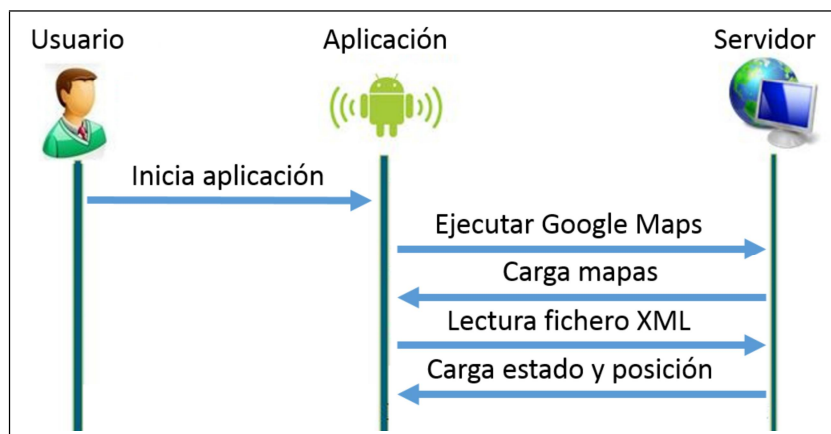 Usuario
Aplicación
Servidor
Inicia aplicación
Ejecutar Google Maps
Carga mapas
Lectura fichero XML
Carga estado y posición